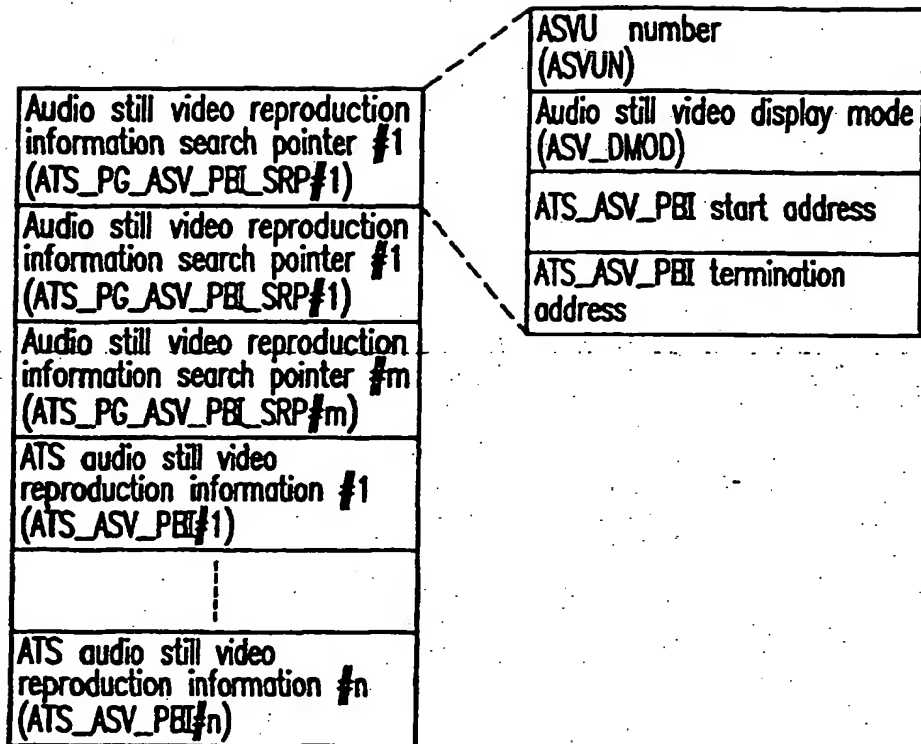 Audio still video reproduction
information search pointer #1
(ATS_PG_ASV_PBI_SRP#1)
Audio still video reproduction
information search pointer #1
(ATS_PG_ASV_PBI_SRP#1)
Audio still video reproduction
information search pointer #m
(ATS_PG_ASV_PBI_SRP#m)
ATS audio still video
reproduction information #1
(ATS_ASV_PBI#1)
ATS audio still video
reproduction information #n
(ATS_ASV_PBI#n)
ASVU number
(ASVUN)
Audio still video display mode
(ASV_DMOD)
ATS_ASV_PBI start address
ATS_ASV_PBI termination
address